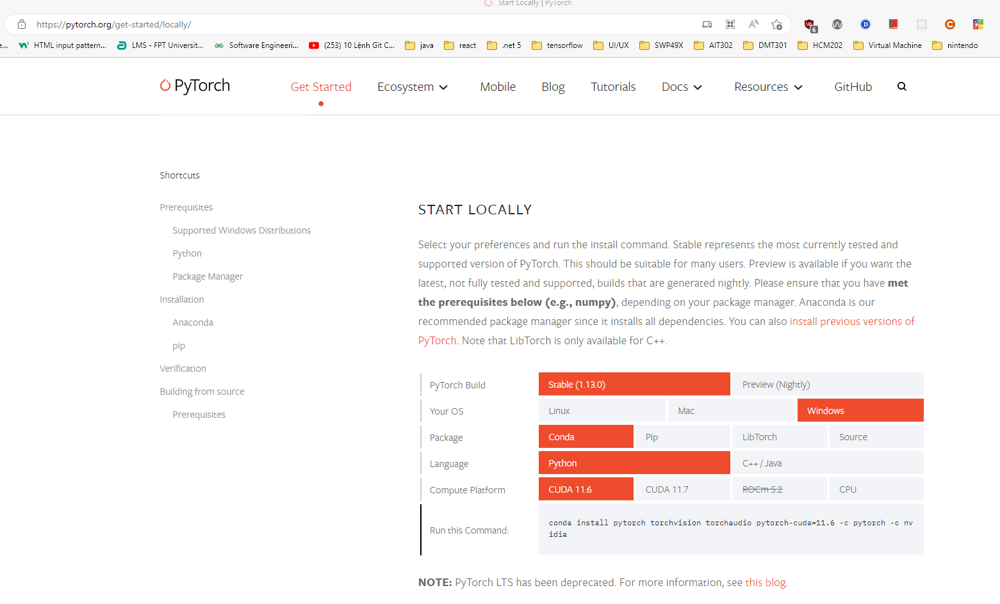 Start Locally | PyTorch
https://pytorch.org/get-started/locally/
6
e... HTML input pattern... LMS - FPT Universit... Software Engineeri... (253) 10 Lệnh Git C... java react .net 5 tensorflow UI/UX SWP49X AIT302 DMT301 HCM202 Virtual Machine nintendo
PyTorch Get Started Ecosystem Mobile Blog Tutorials Docs Resources GitHub
Shortcuts
Prerequisites
Supported Windows Distributions
Python
Package Manager
Installation
Anaconda
pip
Verification
Building from source
Prerequisites
START LOCALLY
Select your preferences and run the install command. Stable represents the most currently tested and
supported version of PyTorch. This should be suitable for many users. Preview is available if you want the
latest, not fully tested and supported, builds that are generated nightly. Please ensure that you have met
the prerequisites below (e.g., numpy), depending on your package manager. Anaconda is our
recommended package manager since it installs all dependencies. You can also install previous versions of
PyTorch. Note that LibTorch is only available for C++.
PyTorch Build Stable (1.13.0) Preview (Nightly)
Your OS Linux Mac Windows
Package Conda Pip LibTorch Source
Language Python C++ / Java
Compute Platform CUDA 11.6 CUDA 11.7 ROCm 5.2 CPU
Run this Command:
conda install pytorch torchvision torchaudio pytorch-cuda=11.6 -c pytorch -c nv
idia
NOTE: PyTorch LTS has been deprecated. For more information, see this blog.